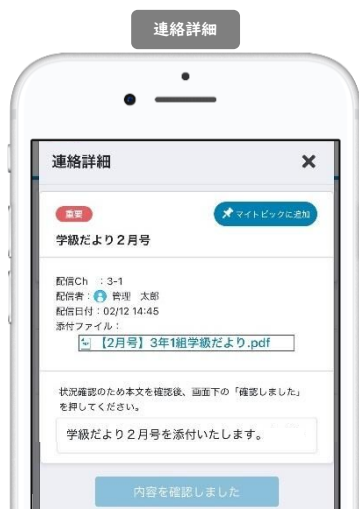 連絡詳細
連絡詳細 ×
重要
マイトピックに追加
学級だより2月号
配信Ch :3-1
配信者: 管理 太郎
配信日付:02/12 14:45
添付ファイル:
【2月号】3年1組学級だより.pdf
状況確認のため本文を確認後、画面下の「確認しました」
を押してください。
学級だより2月号を添付いたします。
内容を確認しました